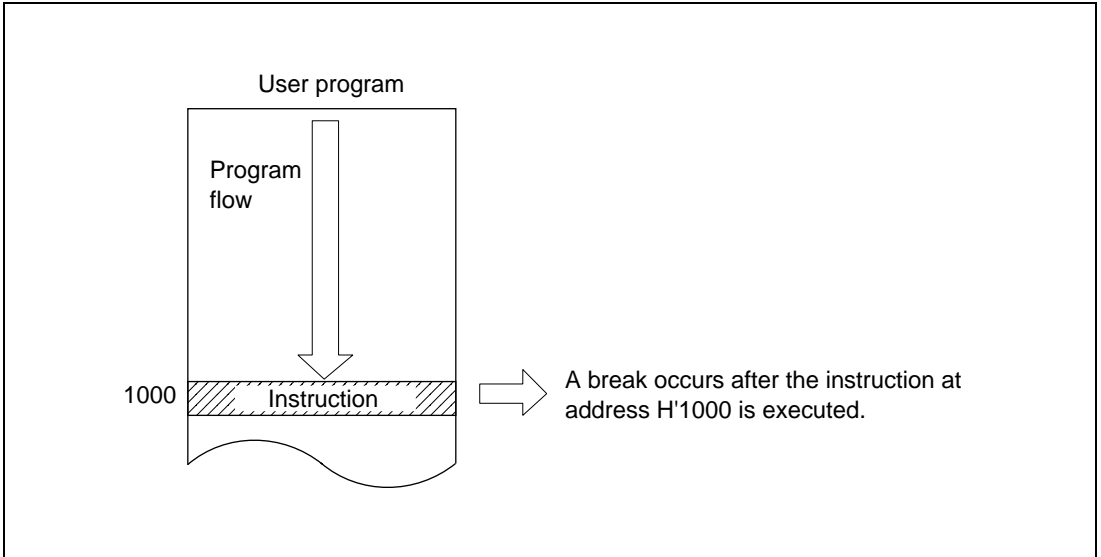 User program
Program
flow
1000
Instruction
A break occurs after the instruction at
address H'1000 is executed.